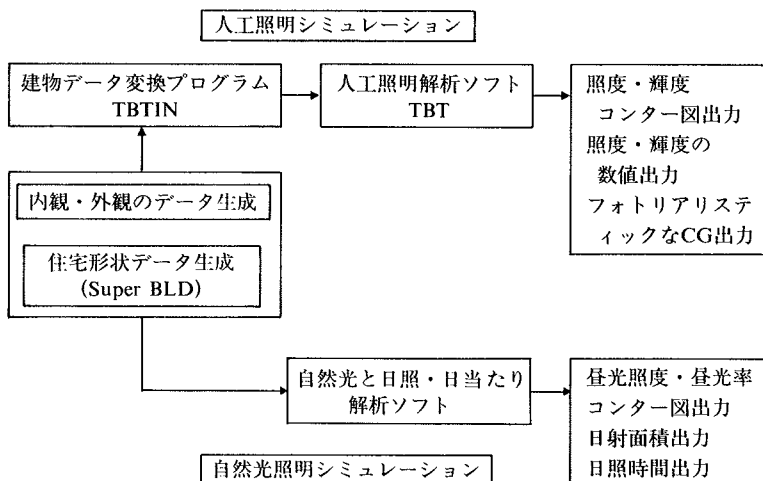 人工照明シミュレーション
建物データ変換プログラム
TBTIN
人工照明解析ソフト
TBT
照度・輝度
コンター図出力
照度・輝度の
数値出力
フォトリアリスティ
ィックなCG出力
内観・外観のデータ生成
住宅形状データ生成
(Super BLD)
自然光と日照・日当たり
解析ソフト
昼光照度・昼光率
コンター図出力
日射面積出力
日照時間出力
自然光照明シミュレーション